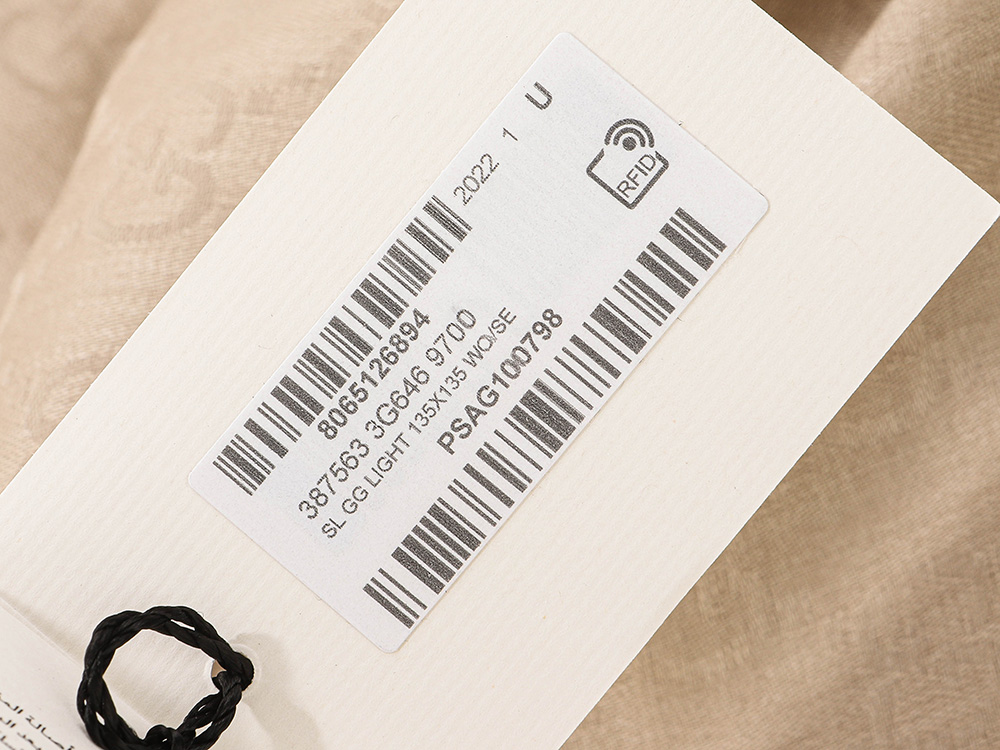 2022 1 U
RFID
8065126894
387563 3G646 9700
SL GG LIGHT 135X135 WO/SE
PSAG100798